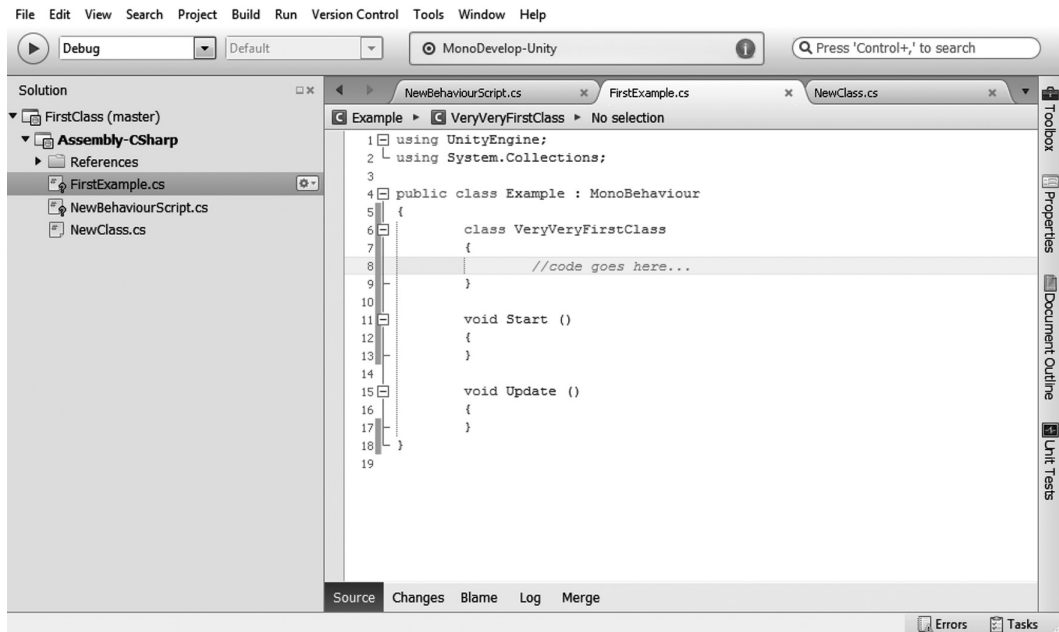 File Edit View Search Project Build Run Version Control Tools Window Help
Debug Default MonoDevelop-Unity Press 'Control+,' to search
Solution
FirstClass (master)
Assembly-CSharp
References
FirstExample.cs
NewBehaviourScript.cs
NewClass.cs
NewBehaviourScript.cs FirstExample.cs NewClass.cs
C Example C VeryVeryFirstClass No selection
1 using UnityEngine;
2 using System.Collections;
3
4 public class Example : MonoBehaviour
5 {
6 class VeryVeryFirstClass
7 {
8 //code goes here...
9 }
10
11 void Start ()
12 {
13 }
14
15 void Update ()
16 {
17 }
18 }
19
Toolbox
Properties
Document Outline
Unit Tests
Source Changes Blame Log Merge
Errors Tasks